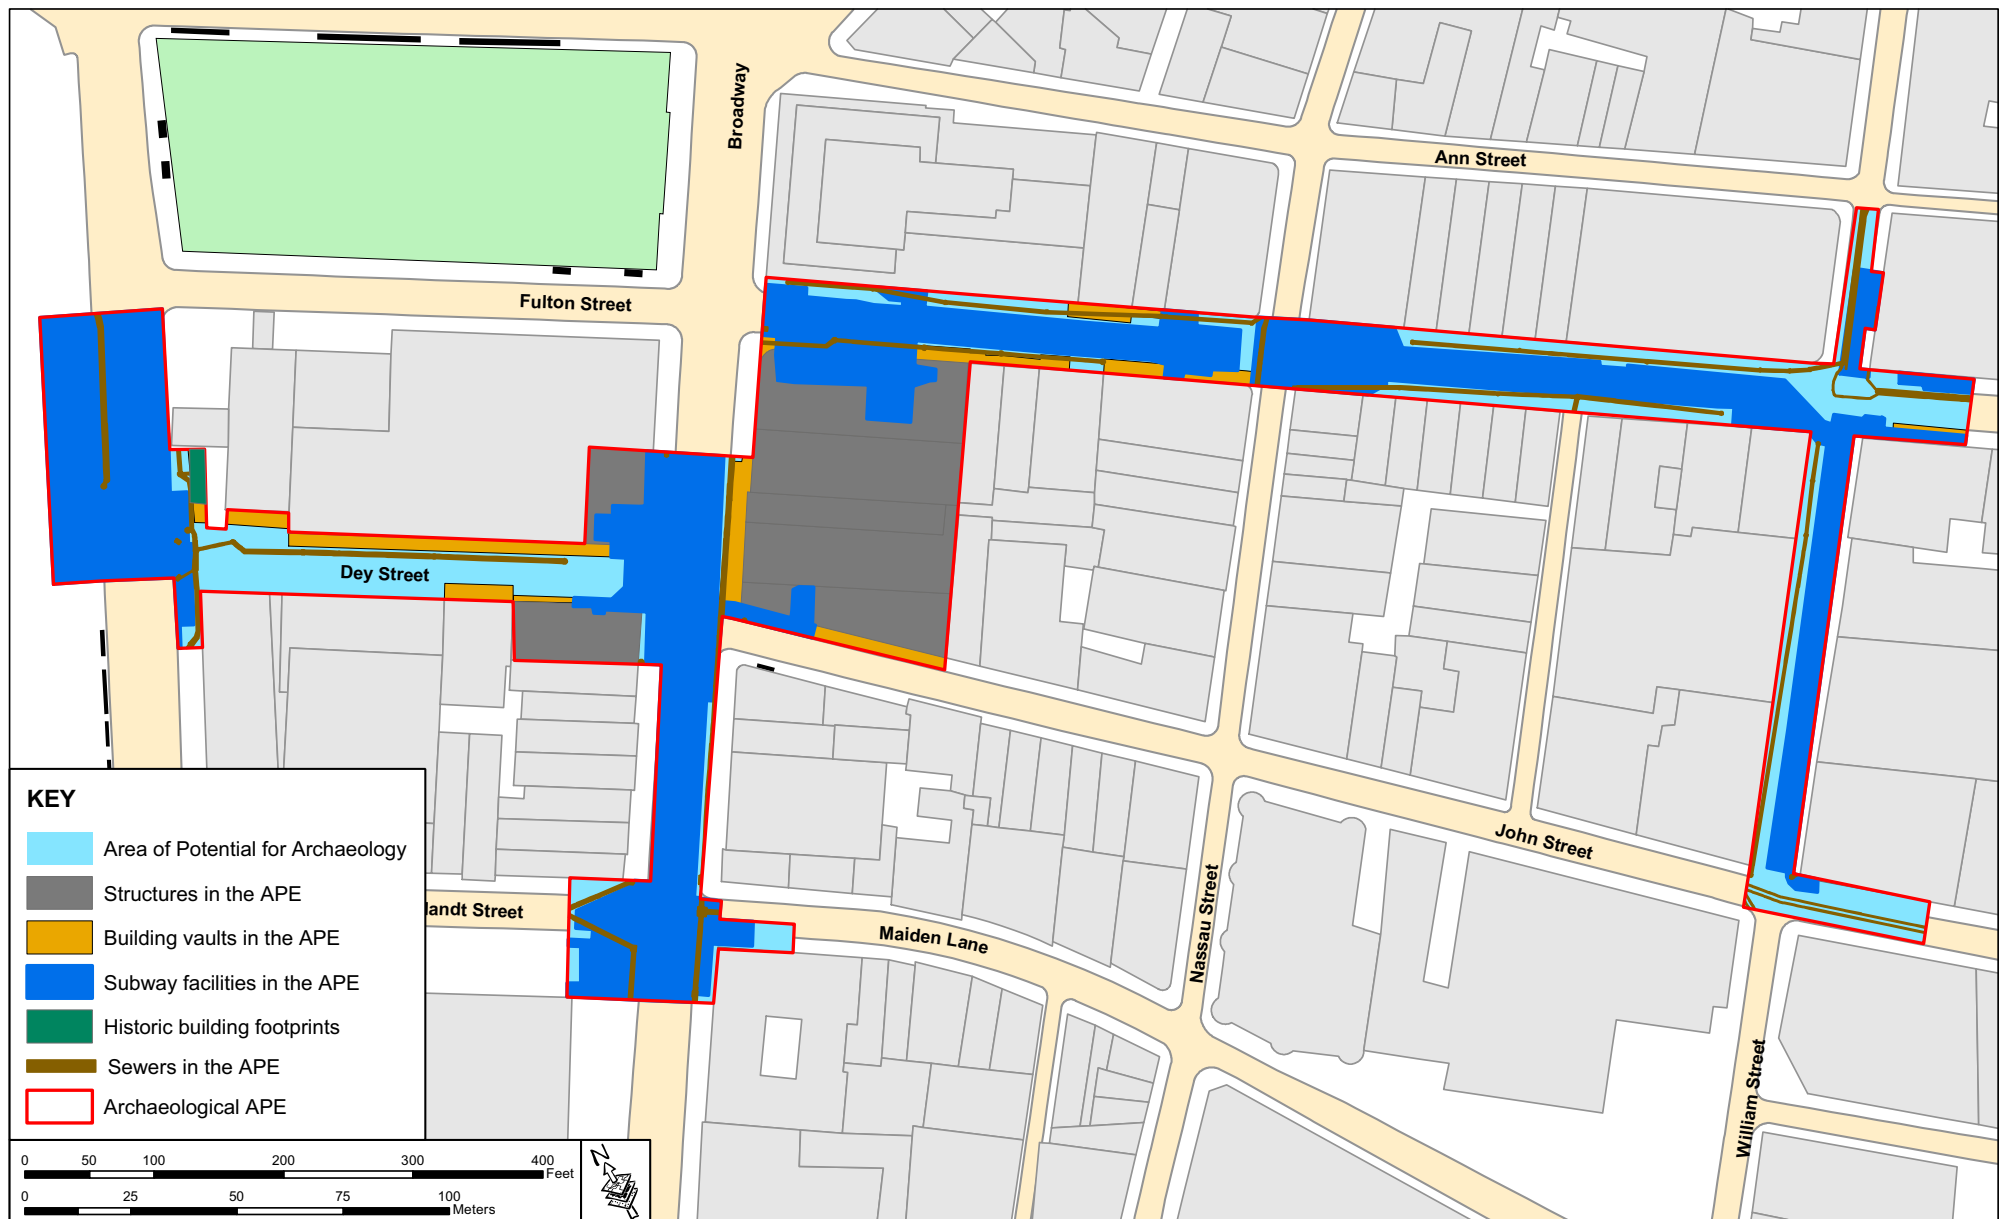 Broadway
Ann Street
Fulton Street
Dey Street
John Street
landt Street
Maiden Lane
Nassau Street
William Street
KEY
Area of Potential for Archaeology
Structures in the APE
Building vaults in the APE
Subway facilities in the APE
Historic building footprints
Sewers in the APE
Archaeological APE
0 50 100 200 300 400
Feet
0 25 50 75 100
Meters
N